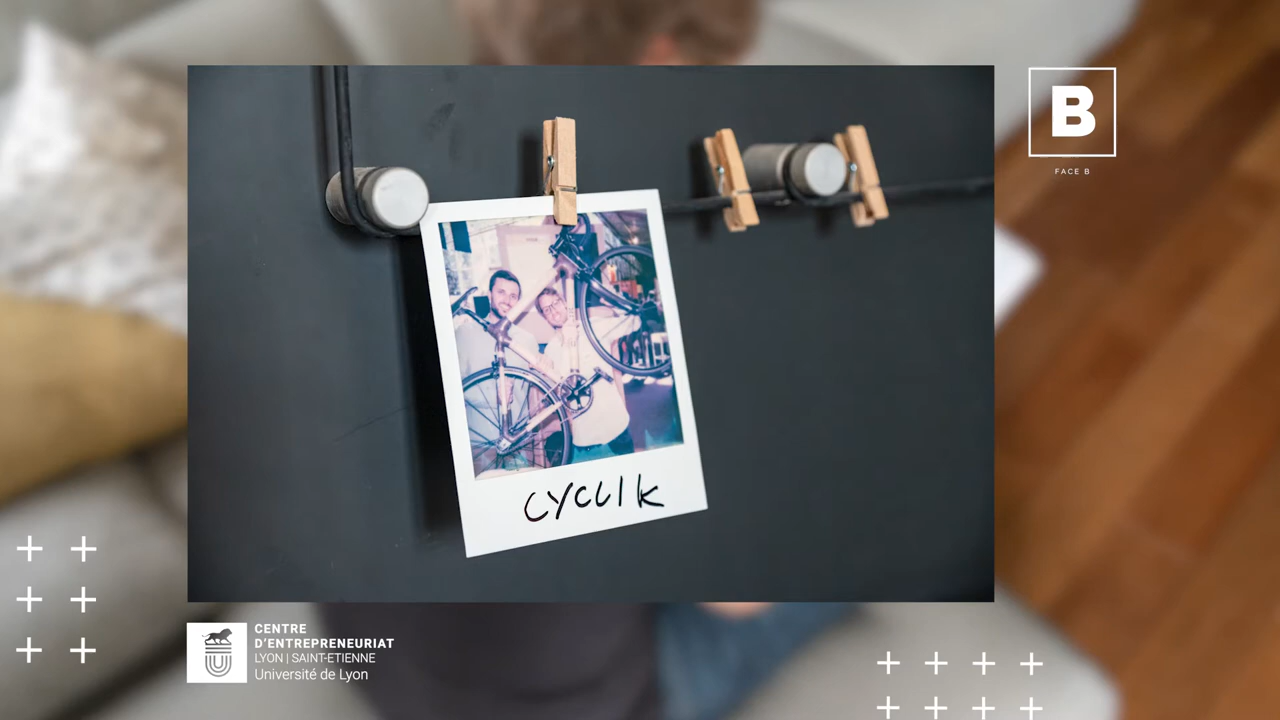 B
FACE B
CYCLIK
CENTRE
D'ENTREPRENEURIAT
LYON | SAINT-ETIENNE
Université de Lyon